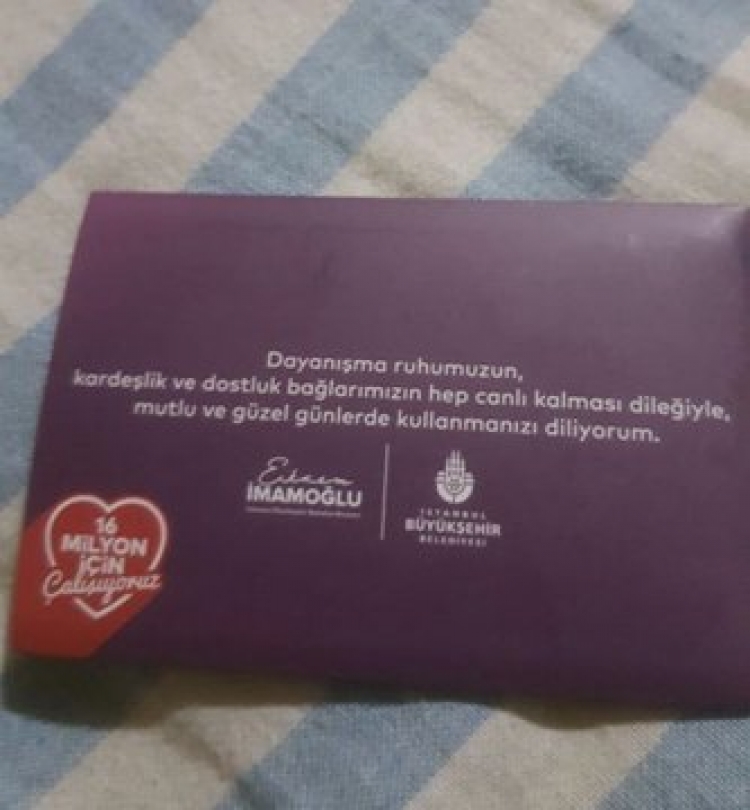 Dayanışma ruhumuzun,
kardeşlik ve dostluk bağlarımızın hep canlı kalması dileğiyle,
mutlu ve güzel günlerde kullanmanızı diliyorum.
Ekrem
İMAMOĞLU
İSTANBUL
BÜYÜKŞEHİR
BELEDİYESİ
16
MİLYON
İÇİN
Çalışıyoruz